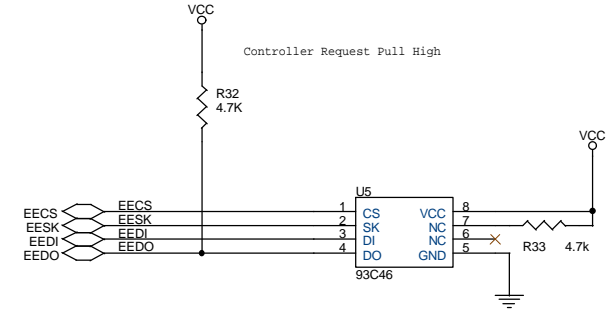 VCC
Controller Request Pull High
R32
4.7K
VCC
U5
EECS EECS 1 CS VCC 8
EESK EESK 2 SK NC 7
EEDI EEDI 3 DI NC 6
EEDO EEDO 4 DO GND 5
R33 4.7k
93C46